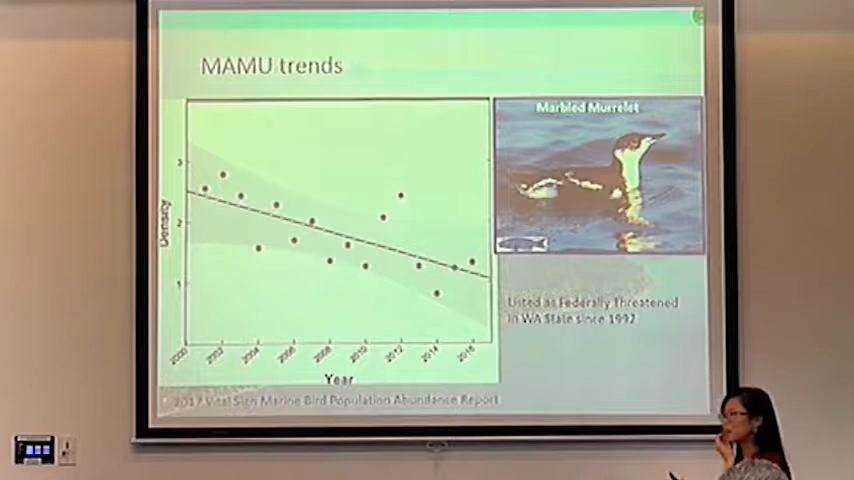 MAMU trends
Marbled Murrelet
3
2
1
Density
2000
2002
2004
2006
2008
2010
2012
2014
2016
Year
Listed as Federally Threatened
in WA State since 1992
2017 Vital Sign Marine Bird Population Abundance Report